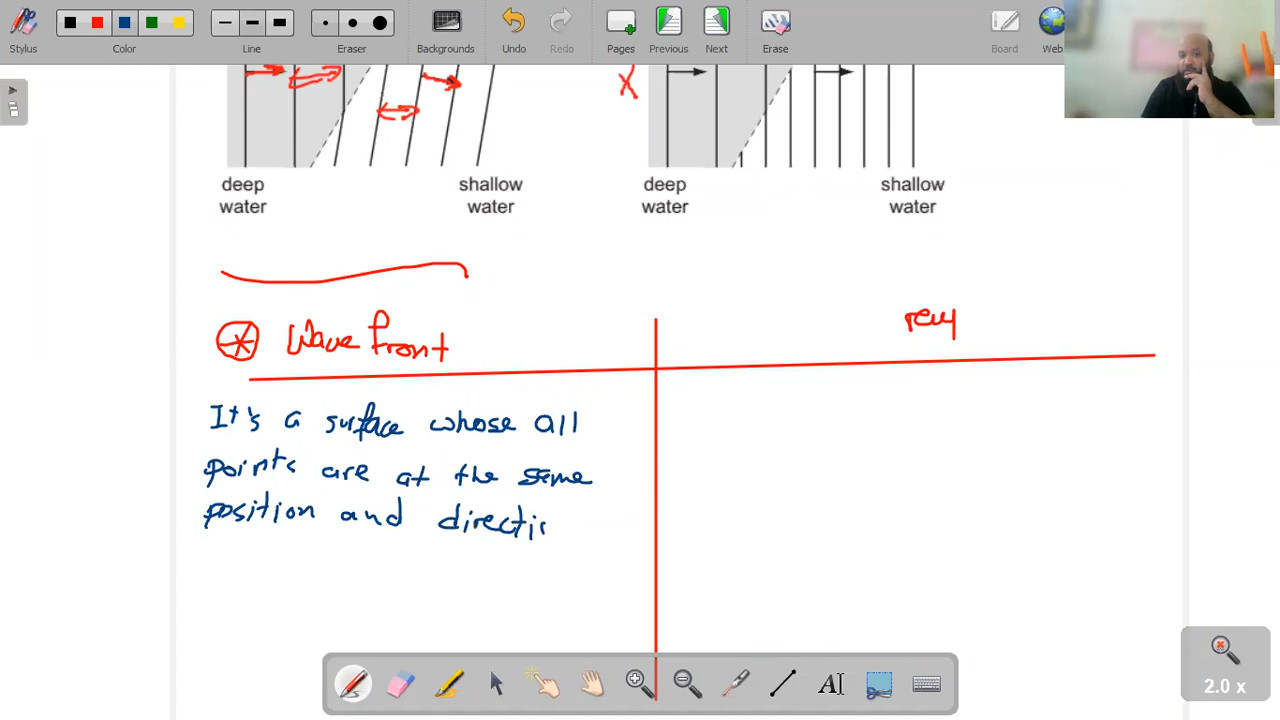 Stylus
Color
Line
Eraser
Backgrounds
Undo
Redo
Pages
Previous
Next
Erase
Board
Web
X
deep
water
shallow
water
deep
water
shallow
water
Wave front
ray
It's a surface whose all
points are at the same
position and directi
2.0 x